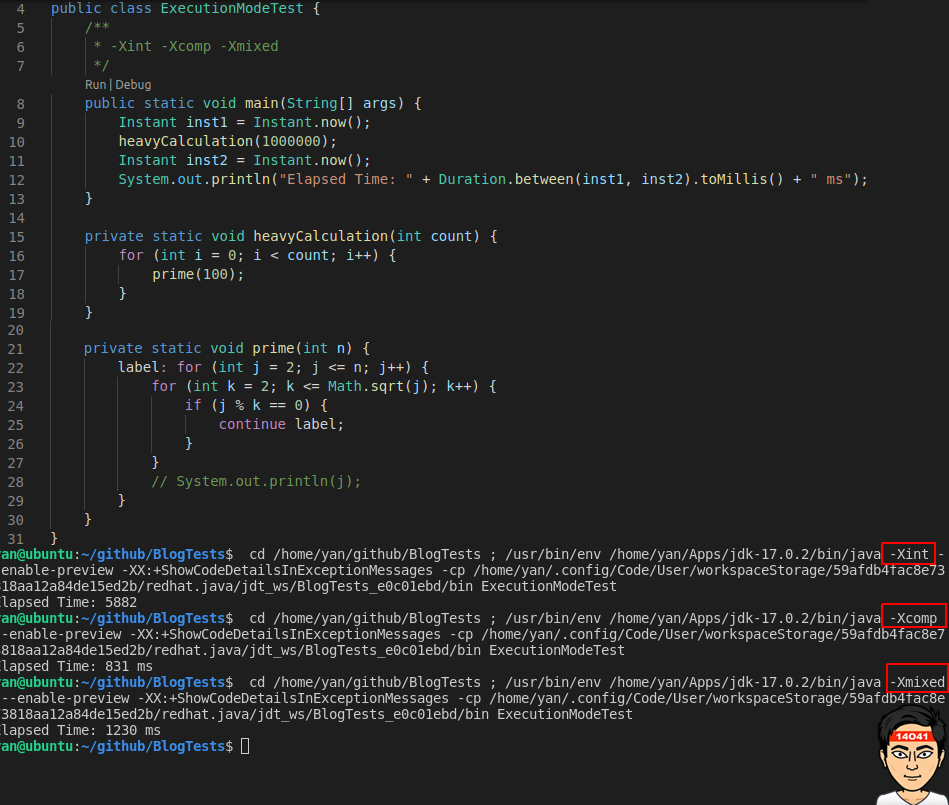 4 public class ExecutionModeTest {
5 /**
6 * -Xint -Xcomp -Xmixed
7 */
Run | Debug
8 public static void main(String[] args) {
9 Instant inst1 = Instant.now();
10 heavyCalculation(1000000);
11 Instant inst2 = Instant.now();
12 System.out.println("Elapsed Time: " + Duration.between(inst1, inst2).toMillis() + " ms");
13 }
14
15 private static void heavyCalculation(int count) {
16 for (int i = 0; i < count; i++) {
17 prime(100);
18 }
19 }
20
21 private static void prime(int n) {
22 label: for (int j = 2; j <= n; j++) {
23 for (int k = 2; k <= Math.sqrt(j); k++) {
24 if (j % k == 0) {
25 continue label;
26 }
27 }
28 // System.out.println(j);
29 }
30 }
31 }
yan@ubuntu:~/github/BlogTests$ cd /home/yan/github/BlogTests ; /usr/bin/env /home/yan/Apps/jdk-17.0.2/bin/java -Xint -
enable-preview -XX:+ShowCodeDetailsInExceptionMessages -cp /home/yan/.config/Code/User/workspaceStorage/59afdb4fac8e73
818aa12a84de15ed2b/redhat.java/jdt_ws/BlogTests_e0c01ebd/bin ExecutionModeTest
Elapsed Time: 5882
yan@ubuntu:~/github/BlogTests$ cd /home/yan/github/BlogTests ; /usr/bin/env /home/yan/Apps/jdk-17.0.2/bin/java -Xcomp
--enable-preview -XX:+ShowCodeDetailsInExceptionMessages -cp /home/yan/.config/Code/User/workspaceStorage/59afdb4fac8e7
3818aa12a84de15ed2b/redhat.java/jdt_ws/BlogTests_e0c01ebd/bin ExecutionModeTest
Elapsed Time: 831 ms
yan@ubuntu:~/github/BlogTests$ cd /home/yan/github/BlogTests ; /usr/bin/env /home/yan/Apps/jdk-17.0.2/bin/java -Xmixed
--enable-preview -XX:+ShowCodeDetailsInExceptionMessages -cp /home/yan/.config/Code/User/workspaceStorage/59afdb4fac8e
73818aa12a84de15ed2b/redhat.java/jdt_ws/BlogTests_e0c01ebd/bin ExecutionModeTest
Elapsed Time: 1230 ms
yan@ubuntu:~/github/BlogTests$
14041